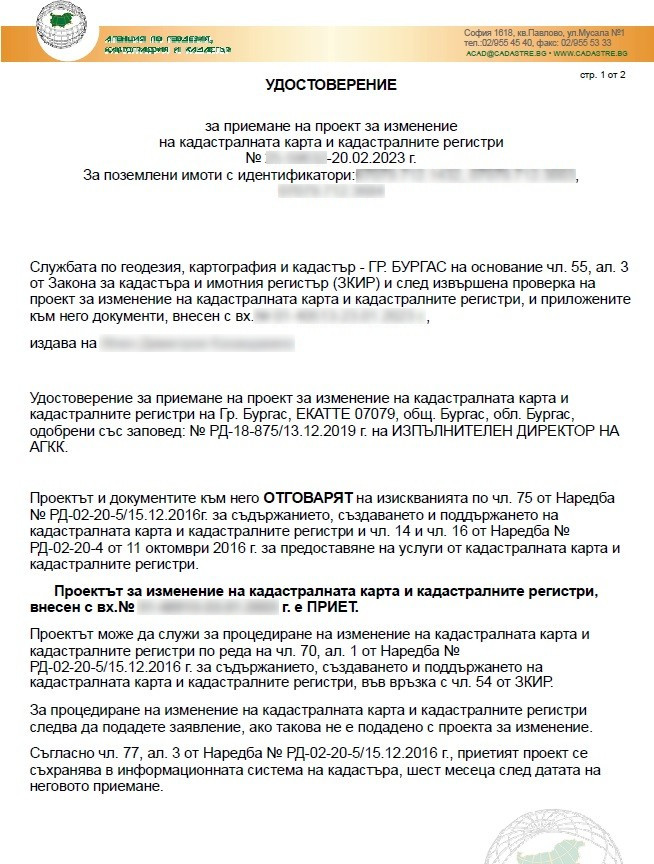 АГЕНЦИЯ ПО ГЕОДЕЗИЯ,
КАРТОГРАФИЯ И КАДАСТЪР
София 1618, кв.Павлово, ул.Мусала №1
тел.:02/955 45 40, факс: 02/955 53 33
ACAD@CADASTRE.BG • WWW.CADASTRE.BG
стр. 1 от 2
УДОСТОВЕРЕНИЕ
за приемане на проект за изменение
на кадастралната карта и кадастралните регистри
№ -20.02.2023 г.
За поземлени имоти с идентификатори: ,
Службата по геодезия, картография и кадастър - ГР. БУРГАС на основание чл. 55, ал. 3
от Закона за кадастъра и имотния регистър (ЗКИР) и след извършена проверка на
проект за изменение на кадастралната карта и кадастралните регистри, и приложените
към него документи, внесен с вх. ,
издава на
Удостоверение за приемане на проект за изменение на кадастралната карта и
кадастралните регистри на Гр. Бургас, ЕКАТТЕ 07079, общ. Бургас, обл. Бургас,
одобрени със заповед: № РД-18-875/13.12.2019 г. на ИЗПЪЛНИТЕЛЕН ДИРЕКТОР НА
АГКК.
Проектът и документите към него ОТГОВАРЯТ на изискванията по чл. 75 от Наредба
№ РД-02-20-5/15.12.2016г. за съдържанието, създаването и поддържането на
кадастралната карта и кадастралните регистри и чл. 14 и чл. 16 от Наредба №
РД-02-20-4 от 11 октомври 2016 г. за предоставяне на услуги от кадастралната карта и
кадастралните регистри.
Проектът за изменение на кадастралната карта и кадастралните регистри,
внесен с вх.№ г. е ПРИЕТ.
Проектът може да служи за процедиране на изменение на кадастралната карта и
кадастралните регистри по реда на чл. 70, ал. 1 от Наредба №
РД-02-20-5/15.12.2016 г. за съдържанието, създаването и поддържането на
кадастралната карта и кадастралните регистри, във връзка с чл. 54 от ЗКИР.
За процедиране на изменение на кадастралната карта и кадастралните регистри
следва да подадете заявление, ако такова не е подадено с проекта за изменение.
Съгласно чл. 77, ал. 3 от Наредба № РД-02-20-5/15.12.2016 г., приетият проект се
съхранява в информационната система на кадастъра, шест месеца след датата на
неговото приемане.